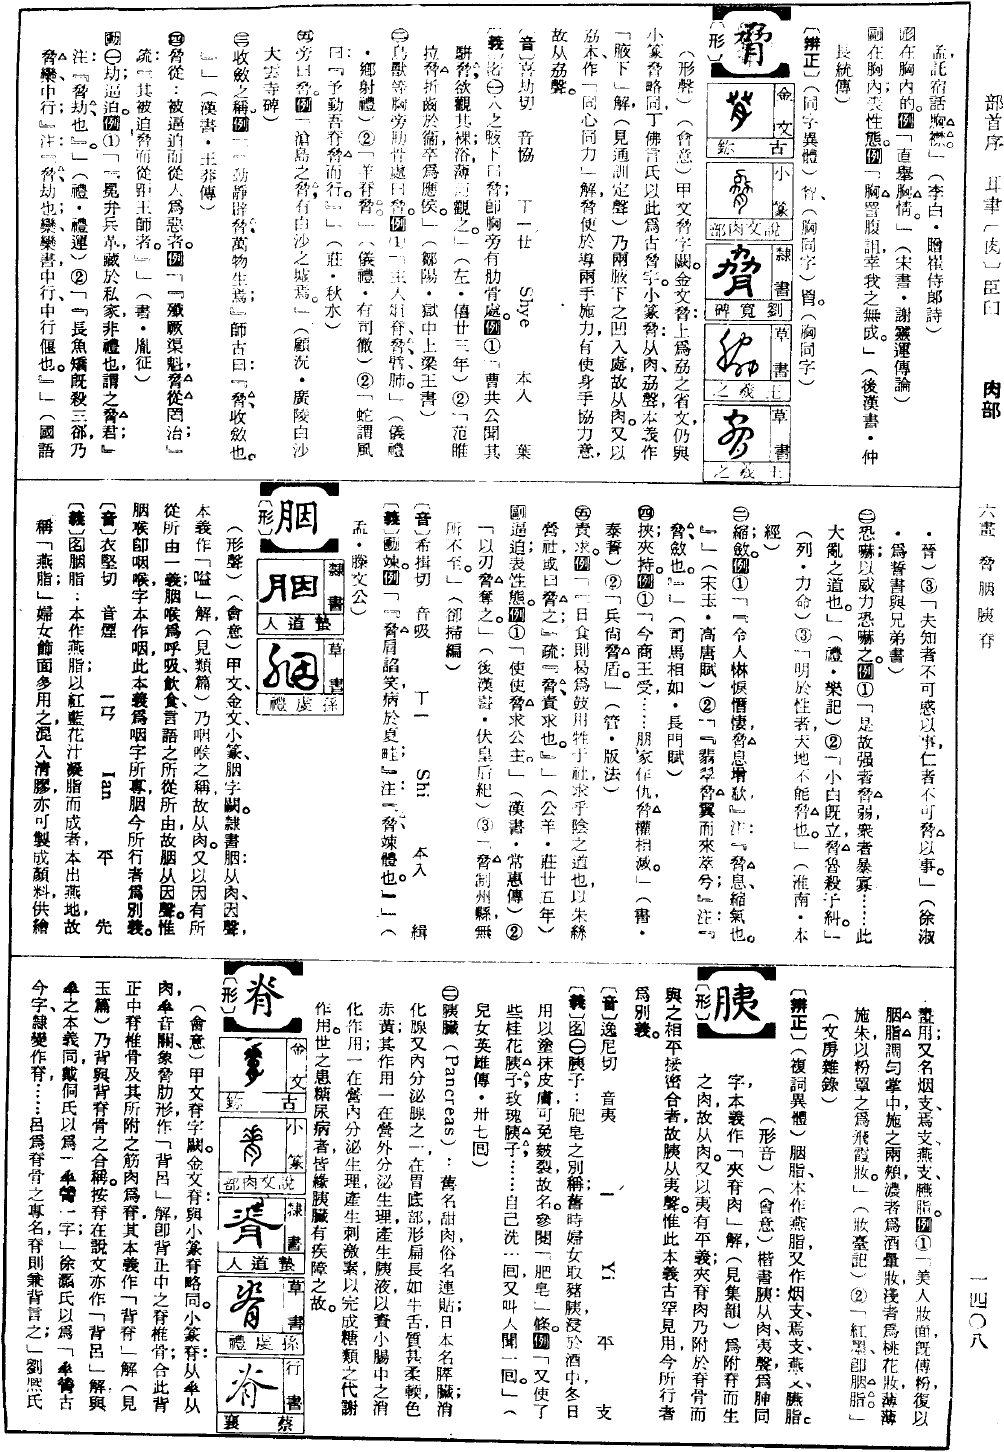 部首序 耳聿〔肉〕臣臼 肉部 六畫 脅胭胰脊 一四〇八
孟,託宿話胸襟。」(李白・贈崔侍郎詩)
形在胸內的。例「直舉胸情。」(宋書・謝靈運傳論)
副在胸內,表性態。例「胸詈腹詛,幸我之無成。」(後漢書・仲
長統傳)
〔辨正〕(同字異體)胷,(胸同字)𦙄。(胸同字)
脅
〔形〕
金文 古鉨
小篆 說文肉部
隸書 劉寬碑
草書 王羲之
草書 王羲之
(形聲)(會意)甲文脅字闕。金文脅:上爲劦之省文,仍與
小篆脅略同,丁佛言氏以此爲古脅字。小篆脅:从肉,劦聲,本義作
「腋下」解,(見通訓定聲)乃兩腋下之凹入處,故从肉。又以
劦本作「同心同力」解,脅使於導兩手施力,有使身手協力意,
故从劦聲。
〔音〕喜劫切 音協 ㄒㄧㄝ Shye 本入 葉
〔義〕名㊀人之腋下曰脅,卽胸旁有肋骨處。例①「曹共公聞其
駢脅,欲觀其裸,浴,薄而觀之。」(左・僖廿三年)②「范睢
拉脅折齒於魏,卒爲應侯。」(鄒陽・獄中上梁王書)
㊁鳥獸等胸旁肋骨處曰脅。例①「主人俎:脊、脅、臂、肺。」(儀禮
・鄉射禮)②「羊脊脅。」(儀禮・有司徹)②「蛇謂風
曰:『予動吾脊脅而行。』」(莊・秋水)
㊃旁曰脅。例「滄島之脅,有白沙之墟焉。」(顧況・廣陵白沙
大雲寺碑)
㊂收斂之稱。例「『動靜辟脅,萬物生焉』師古曰:『脅,收斂也。
』」(漢書・王莽傳)
㊃脅從:被逼迫而從人爲惡者。例「『殲厥渠魁,脅從罔治』
疏:『其被迫脅而從距王師者。』」(書・胤征)
動㊀劫逼迫。例①「『冕弁兵革,藏於私家,非禮也,謂之脅君』
注:『脅,劫也。』」(禮・禮運)②「『長魚矯旣殺三郤,乃
脅欒、中行』注:『脅,劫也,欒,欒書,中行,中行偃也。』」(國語
・晉)③「夫知者不可惑以事,仁者不可脅以事。」(徐淑
・爲誓書與兄弟書)
㊁恐嚇;以威力恐嚇之。例①「是故强者脅弱,衆者暴寡……此
大亂之道也。」(禮・樂記)②「小白旣立,脅魯殺子糾。」
(列・力命)③「明於性者,天地不能脅也。」(淮南・本
經)
㊂縮斂。例①「『令人惏悷憯悽,脅息增欷』注:『脅息,縮氣也。
』」(宋玉・高唐賦)②「『翡翠脅翼而來萃兮』注:『
脅,斂也。』」(司馬相如・長門賦)
㊃挾;夾持。例①「今商王受,……朋家作仇,脅權相滅。」(書・
泰誓)②「兵尚脅盾。」(管・版法)
㊄責求。例「『日食則曷爲鼓用牲于社,求乎陰之道也,以朱絲
營社,或曰脅之』疏:『脅,責求也。』」(公羊・莊廿五年)
副逼迫,表性態。例①「使使脅求公主。」(漢書・常惠傳)②
「以刃脅奪之。」(後漢書・伏皇后紀)③「脅制州縣,無
所不至。」(卻掃編)
〔音〕希揖切 音吸 ㄒㄧ Shi 本入 緝
〔義〕動竦。例「『脅肩諂笑,病於夏畦』注:『脅,竦體也。』」(
孟・滕文公)
胭
〔形〕
隸書 蟄道人
草書 孫虔禮
(形聲)(會意)甲文、金文、小篆胭字闕。隸書胭:从肉,因聲,
本義作「嗌」解,(見類篇)乃咽喉之稱,故从肉。又以因有所
從所由一義,胭喉爲呼吸、飮食、言語之所從所由,故胭从因聲。惟
胭喉卽咽喉字本作咽,此本義爲咽字所專,胭今所行者爲別義。
〔音〕衣堅切 音煙 ㄧㄢ Ian 平 先
〔義〕名胭脂:本作燕脂,以紅藍花汁凝脂而成者,本出燕地,故
稱「燕脂」,婦女飾面多用之;混入清膠,亦可製成顏料,供繪
畫用;又名烟支、焉支、燕支、臙脂。例①「美人妝面,旣傅粉,復以
胭脂調勻掌中,施之兩頰,濃者爲酒暈妝,淺者爲桃花妝,薄薄
施朱,以粉罩之,爲飛霞妝。」(妝臺記)②「紅墨卽胭脂。」
(文房雜錄)
〔辨正〕(複詞異體)胭脂本作燕脂,又作烟支、焉支、燕支、臙脂。
胰
〔形〕
(形音)(會意)楷書胰:从肉,夷聲,爲胂同
字,本義作「夾脊肉」解,(見集韻)爲附脊而生
之肉,故从肉。又以夷有平義,夾脊肉乃附於脊骨而
與之相平接密合者,故胰从夷聲。惟此本義古罕見用,今所行者
爲別義。
〔音〕逸尼切 音夷 ㄧ Yi 平 支
〔義〕名㊀胰子:肥皂之別稱,舊時婦女取豬胰浸於酒中,冬日
用以塗抹皮膚,可免皴裂,故名。參閱「肥皂」條。例「又使了
些桂花胰子、玫瑰胰子……自己洗一囘,又叫人聞一囘。」(
兒女英雄傳・卅七囘)
㊁胰臟(Pancreas):舊名甜肉,俗名連貼,日本名膵臟,消
化腺,又內分泌腺之一,在胃底部,形扁長如牛舌,質甚柔輭,色
赤黃;其作用一在營外分泌生理,產生胰液,以資小腸中之消
化作用,一在營內分泌生理,產生刺激素,以完成糖類之代謝
作用。世之患糖尿病者,皆緣胰臟有疾障之故。
脊
〔形〕
金文 古鉨
小篆 說文肉部
隸書 蟄道人
草書 孫虔禮
行書 蔡襄
(會意)甲文脊字闕。金文脊與小篆脊略同。小篆脊:从𠦬,从
肉,𠦬音關,象脅肋形,作「背呂」解,卽背正中之脊椎骨;合此背
正中脊椎骨及其所附之筋肉爲脊,其本義作「背脊」解,(見
玉篇)乃背與背脊骨之合稱。按脊在說文亦作「背呂」解,與
𠦬之本義同,戴侗氏以爲「𠦬脊一字」,徐灝氏以爲「𠦬脊古
今字,隸變作脊……呂爲脊骨之專名,脊則兼背言之」,劉熙氏